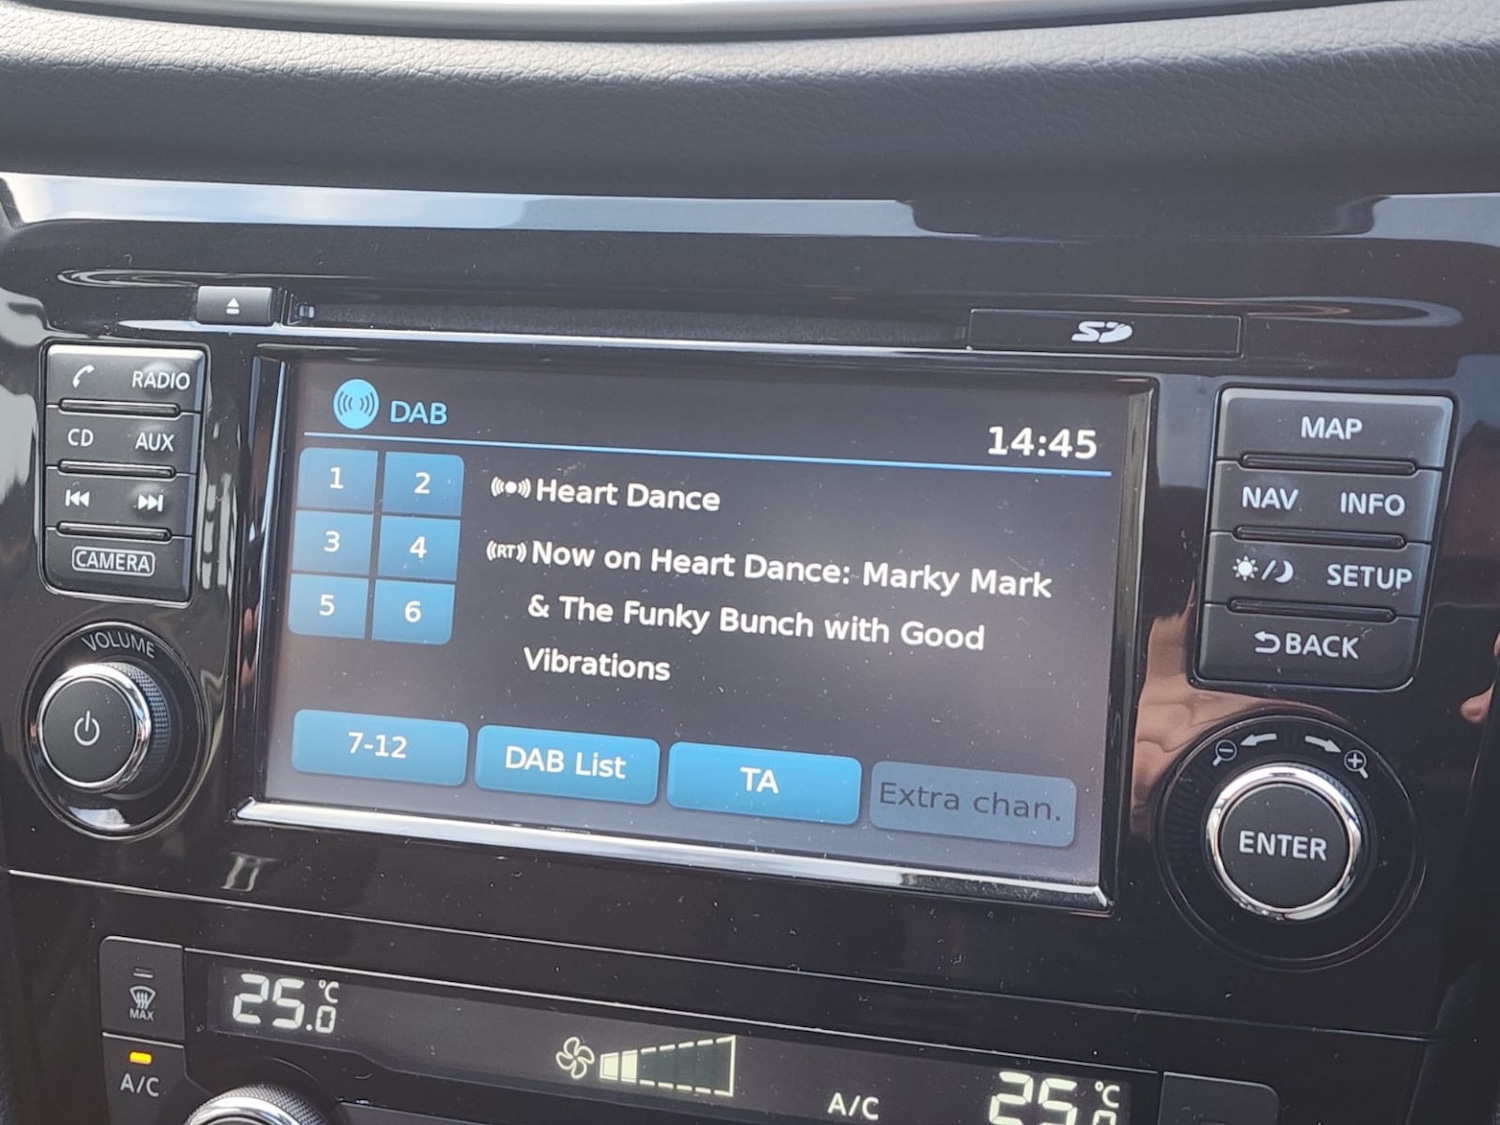 SD
RADIO
CD AUX
CAMERA
VOLUME
DAB
14:45
1 2
3 4
5 6
Heart Dance
RT Now on Heart Dance: Marky Mark
& The Funky Bunch with Good
Vibrations
7-12
DAB List
TA
Extra chan.
MAP
NAV INFO
SETUP
BACK
ENTER
MAX
25.0 °C
A/C
A/C
25.0 °C